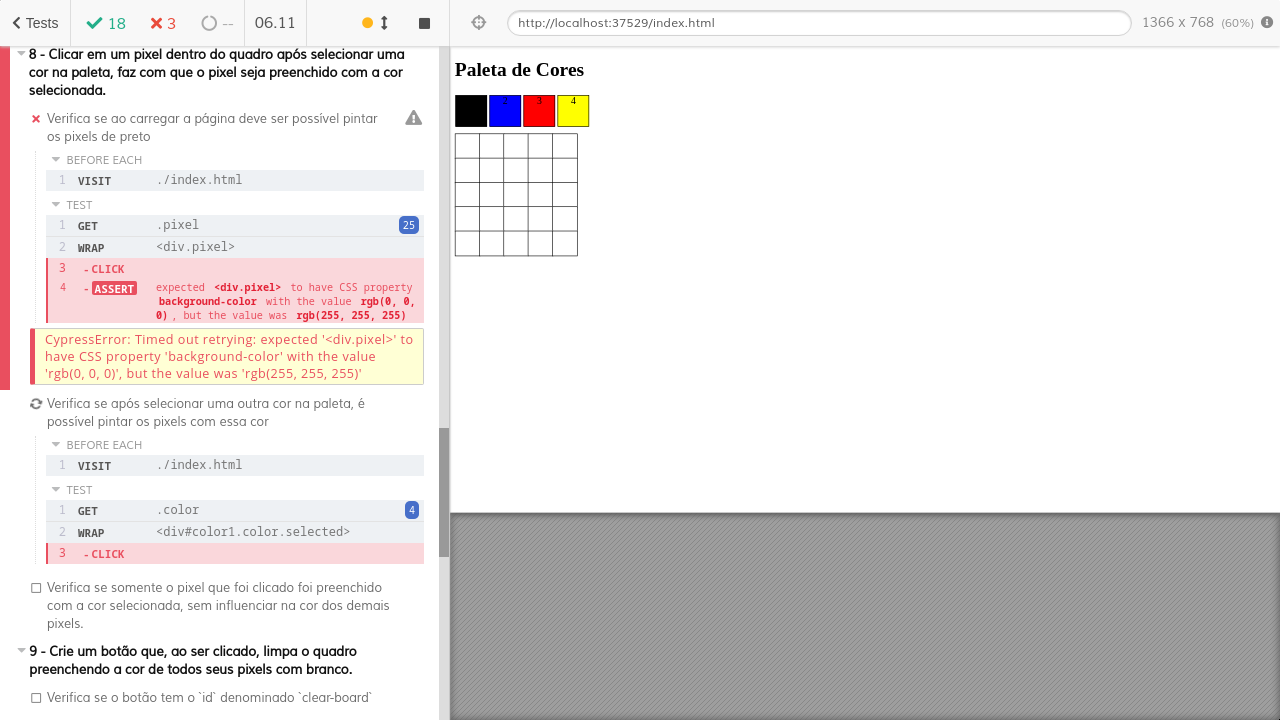 Tests
18
3
--
06.11
http://localhost:37529/index.html
1366 x 768 (60%)
8 - Clicar em um pixel dentro do quadro após selecionar uma
cor na paleta, faz com que o pixel seja preenchido com a cor
selecionada.
Verifica se ao carregar a página deve ser possível pintar
os pixels de preto
BEFORE EACH
1 VISIT ./index.html
TEST
1 GET .pixel 25
2 WRAP <div.pixel>
3 -CLICK
4 -ASSERT expected <div.pixel> to have CSS property
background-color with the value rgb(0, 0,
0), but the value was rgb(255, 255, 255)
CypressError: Timed out retrying: expected '<div.pixel>' to
have CSS property 'background-color' with the value
'rgb(0, 0, 0)', but the value was 'rgb(255, 255, 255)'
Verifica se após selecionar uma outra cor na paleta, é
possível pintar os pixels com essa cor
BEFORE EACH
1 VISIT ./index.html
TEST
1 GET .color 4
2 WRAP <div#color1.color.selected>
3 -CLICK
Verifica se somente o pixel que foi clicado foi preenchido
com a cor selecionada, sem influenciar na cor dos demais
pixels.
9 - Crie um botão que, ao ser clicado, limpa o quadro
preenchendo a cor de todos seus pixels com branco.
Verifica se o botão tem o `id` denominado `clear-board`
Paleta de Cores
2 3 4